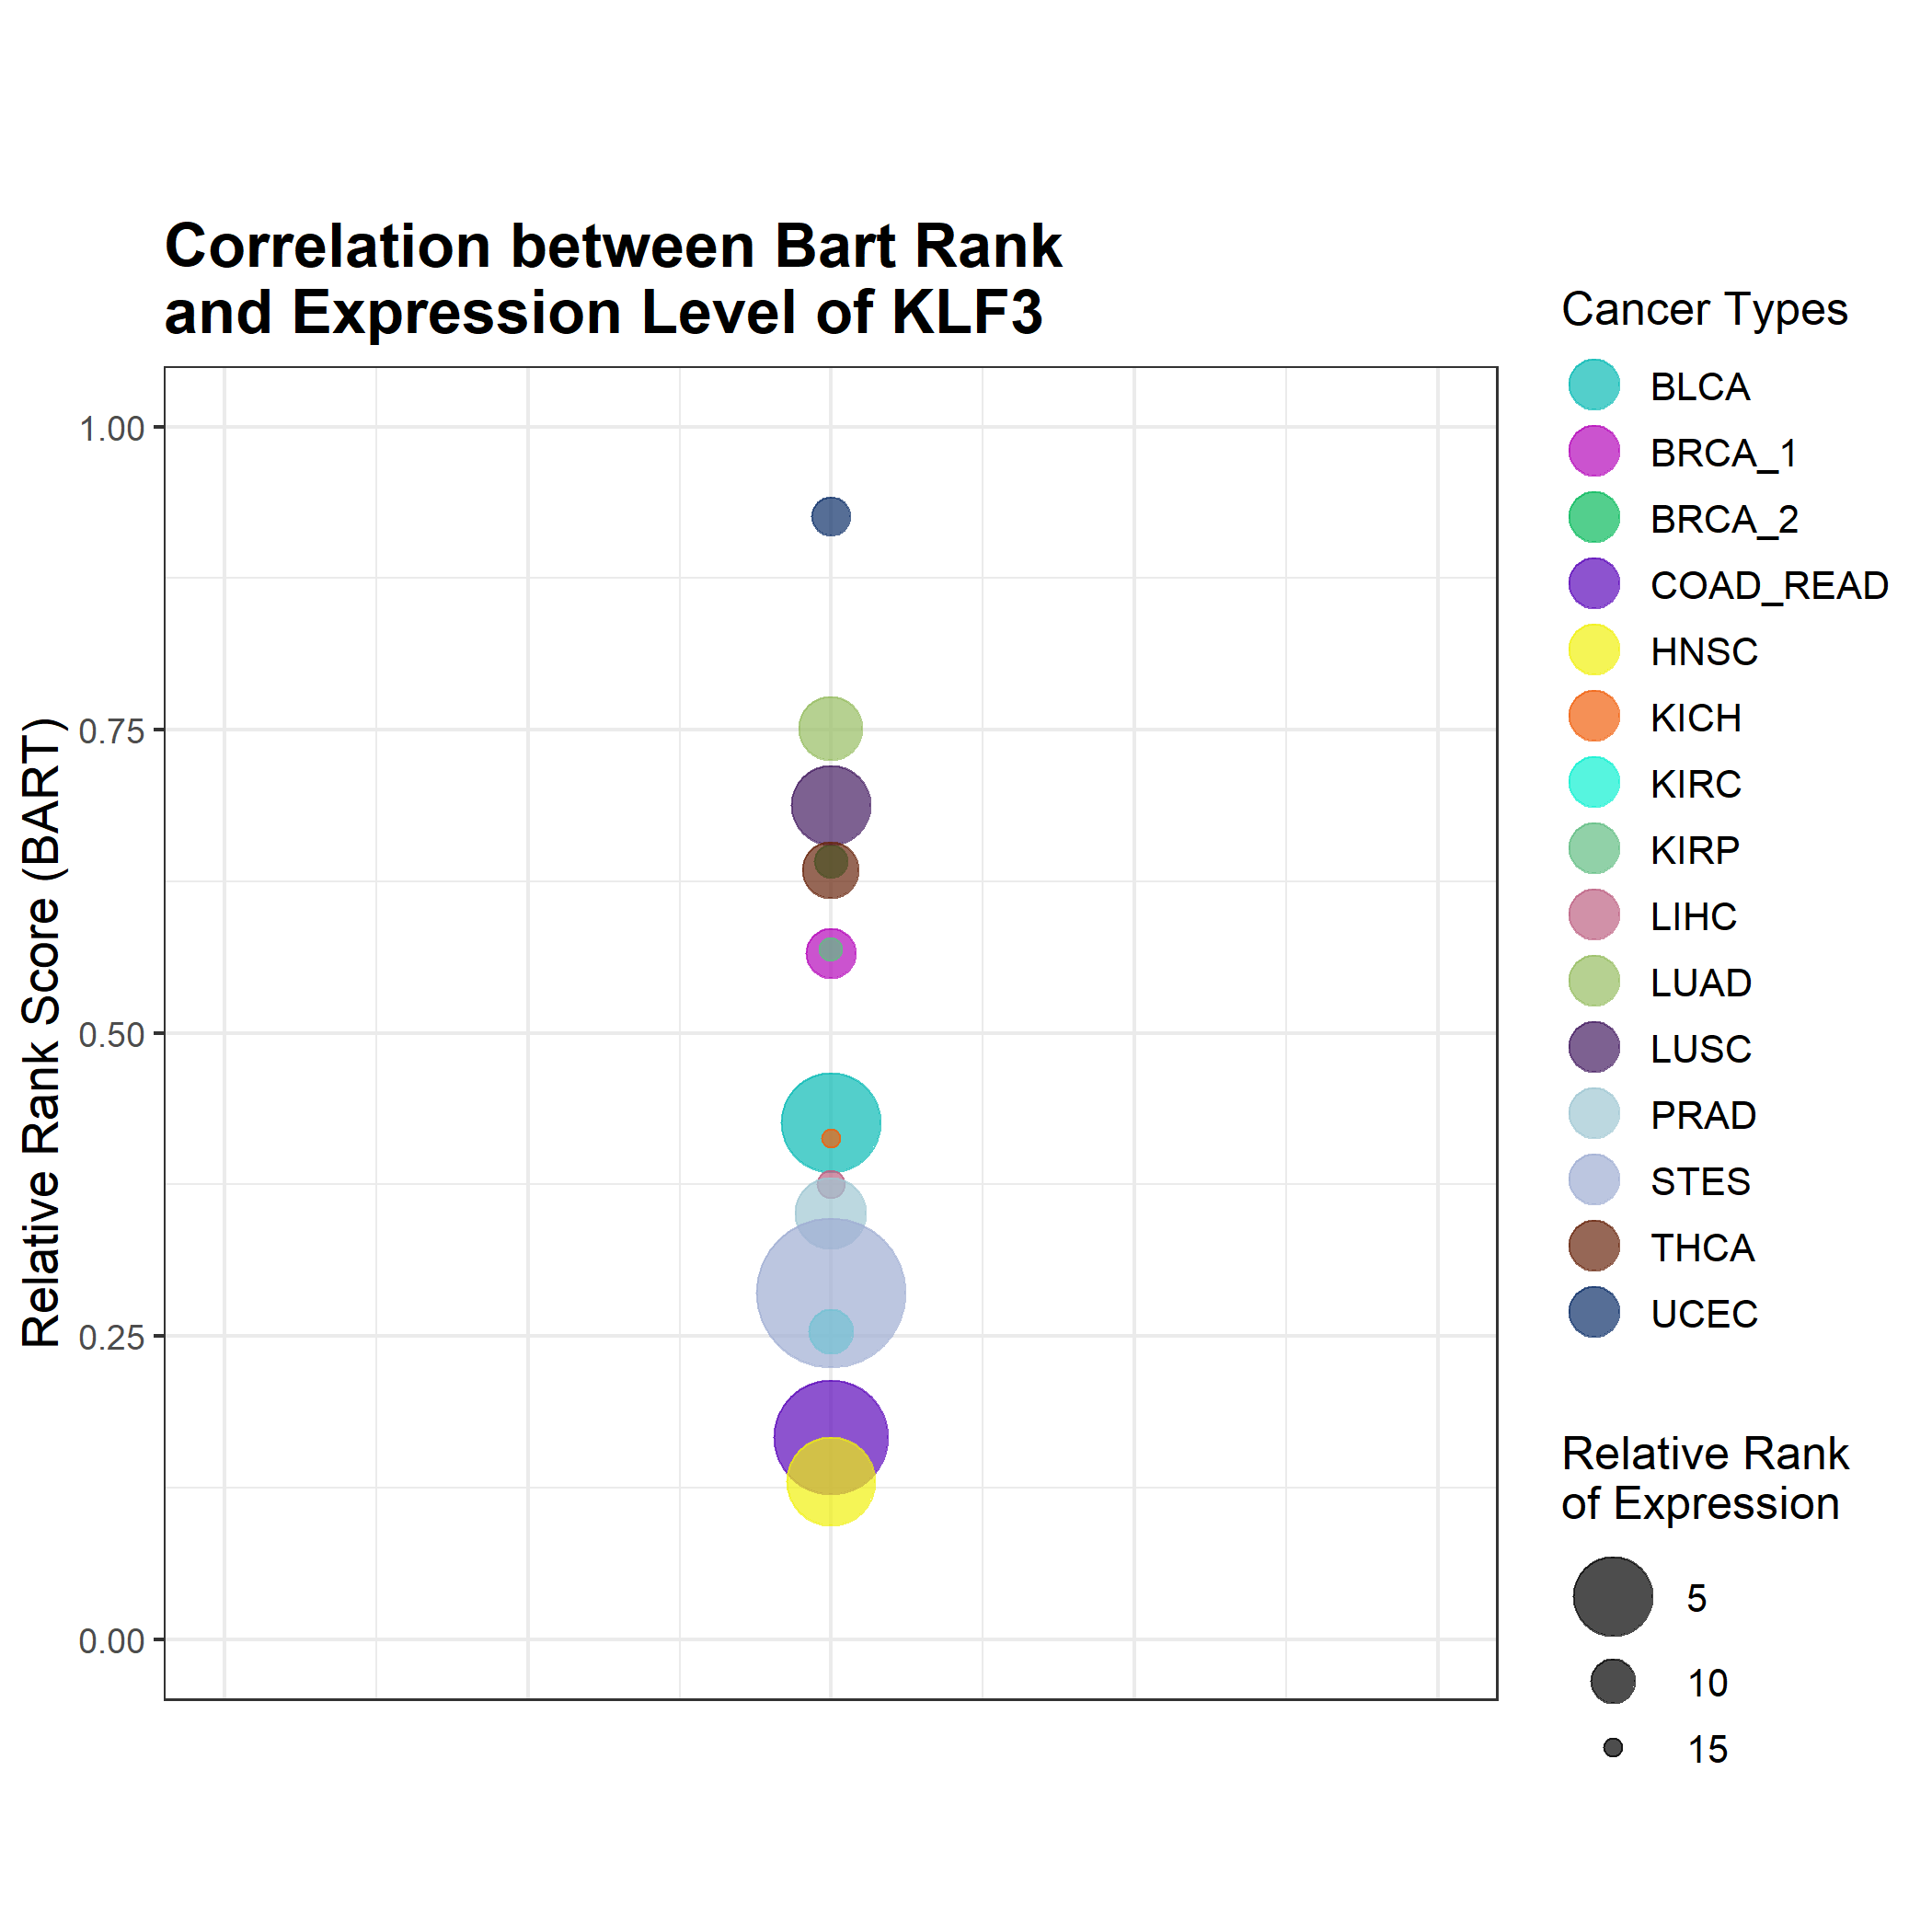 Correlation between Bart Rank
and Expression Level of KLF3
Relative Rank Score (BART)
1.00
0.75
0.50
0.25
0.00
Cancer Types
BLCA
BRCA_1
BRCA_2
COAD_READ
HNSC
KICH
KIRC
KIRP
LIHC
LUAD
LUSC
PRAD
STES
THCA
UCEC
Relative Rank
of Expression
5
10
15